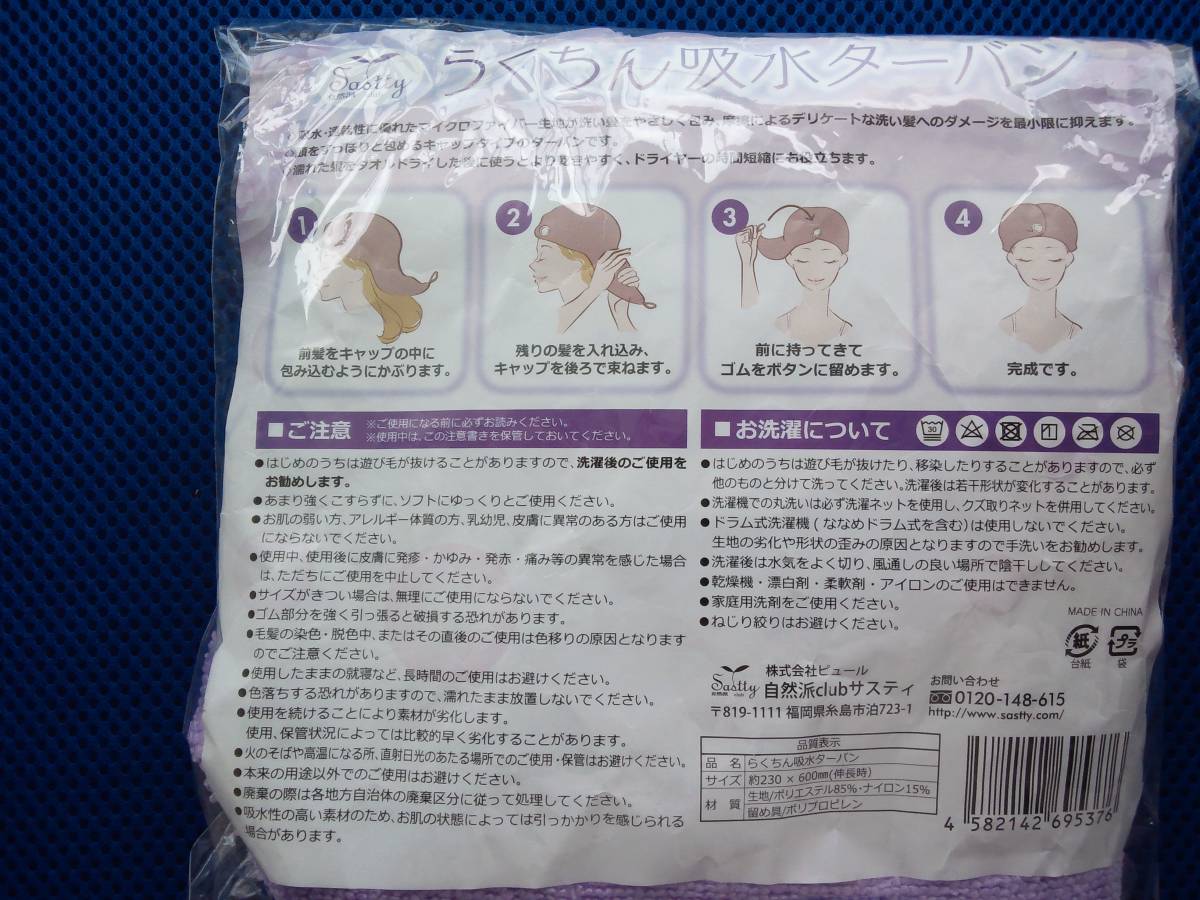 Sastty
自然派 club
らくちん吸水ターバン
吸水・速乾性に優れたマイクロファイバー生地が洗い髪をやさしく包み、摩擦によるデリケートな洗い髪へのダメージを最小限に抑えます。
頭をすっぽりと包めるキャップタイプのターバンです。
濡れた髪をタオルドライした後に使うとより乾きやすく、ドライヤーの時間短縮にも役立ちます。
1
前髪をキャップの中に
包み込むようにかぶります。
2
残りの髪を入れ込み、
キャップを後ろで束ねます。
3
前に持ってきて
ゴムをボタンに留めます。
4
完成です。
■ご注意
※ご使用になる前に必ずお読みください。
※使用中は、この注意書きを保管しておいてください。
●はじめのうちは遊び毛が抜けることがありますので、洗濯後のご使用を
お勧めします。
●あまり強くこすらずに、ソフトにゆっくりとご使用ください。
●お肌の弱い方、アレルギー体質の方、乳幼児、皮膚に異常のある方はご使用
にならないでください。
●使用中、使用後に皮膚に発疹・かゆみ・発赤・痛み等の異常を感じた場合
は、ただちにご使用を中止してください。
●サイズがきつい場合は、無理にご使用にならないでください。
●ゴム部分を強く引っ張ると破損する恐れがあります。
●毛髪の染色・脱色中、またはその直後のご使用は色移りの原因となります
のでご注意ください。
●使用したままの就寝など、長時間のご使用はお避けください。
●色落ちする恐れがありますので、濡れたまま放置しないでください。
●使用を続けることにより素材が劣化します。
使用、保管状況によっては比較的早く劣化することがあります。
●火のそばや高温になる所、直射日光のあたる場所でのご使用・保管はお避けください。
●本来の用途以外でのご使用はお避けください。
●廃棄の際は各地方自治体の廃棄区分に従って処理してください。
●吸水性の高い素材のため、お肌の状態によっては引っかかりを感じられる
場合があります。
■お洗濯について
30
●はじめのうちは遊び毛が抜けたり、移染したりすることがありますので、必ず
他のものと分けて洗ってください。洗濯後は若干形状が変化することがあります。
●洗濯機での丸洗いは必ず洗濯ネットを使用し、クズ取りネットを併用してください。
●ドラム式洗濯機(ななめドラム式を含む)は使用しないでください。
生地の劣化や形状の歪みの原因となりますので手洗いをお勧めします。
●洗濯後は水気をよく切り、風通しの良い場所で陰干ししてください。
●乾燥機・漂白剤・柔軟剤・アイロンのご使用はできません。
●家庭用洗剤をご使用ください。
●ねじり絞りはお避けください。
MADE IN CHINA
紙
台紙
プラ
袋
Sastty
自然派 club
株式会社ピュール
自然派clubサスティ
〒819-1111 福岡県糸島市泊723-1
お問い合わせ
0120-148-615
http://www.sastty.com/
品質表示
品 名 らくちん吸水ターバン
サイズ 約230×600mm(伸長時)
材 質 生地/ポリエステル85%・ナイロン15%
留め具/ポリプロピレン
4 582142 695376